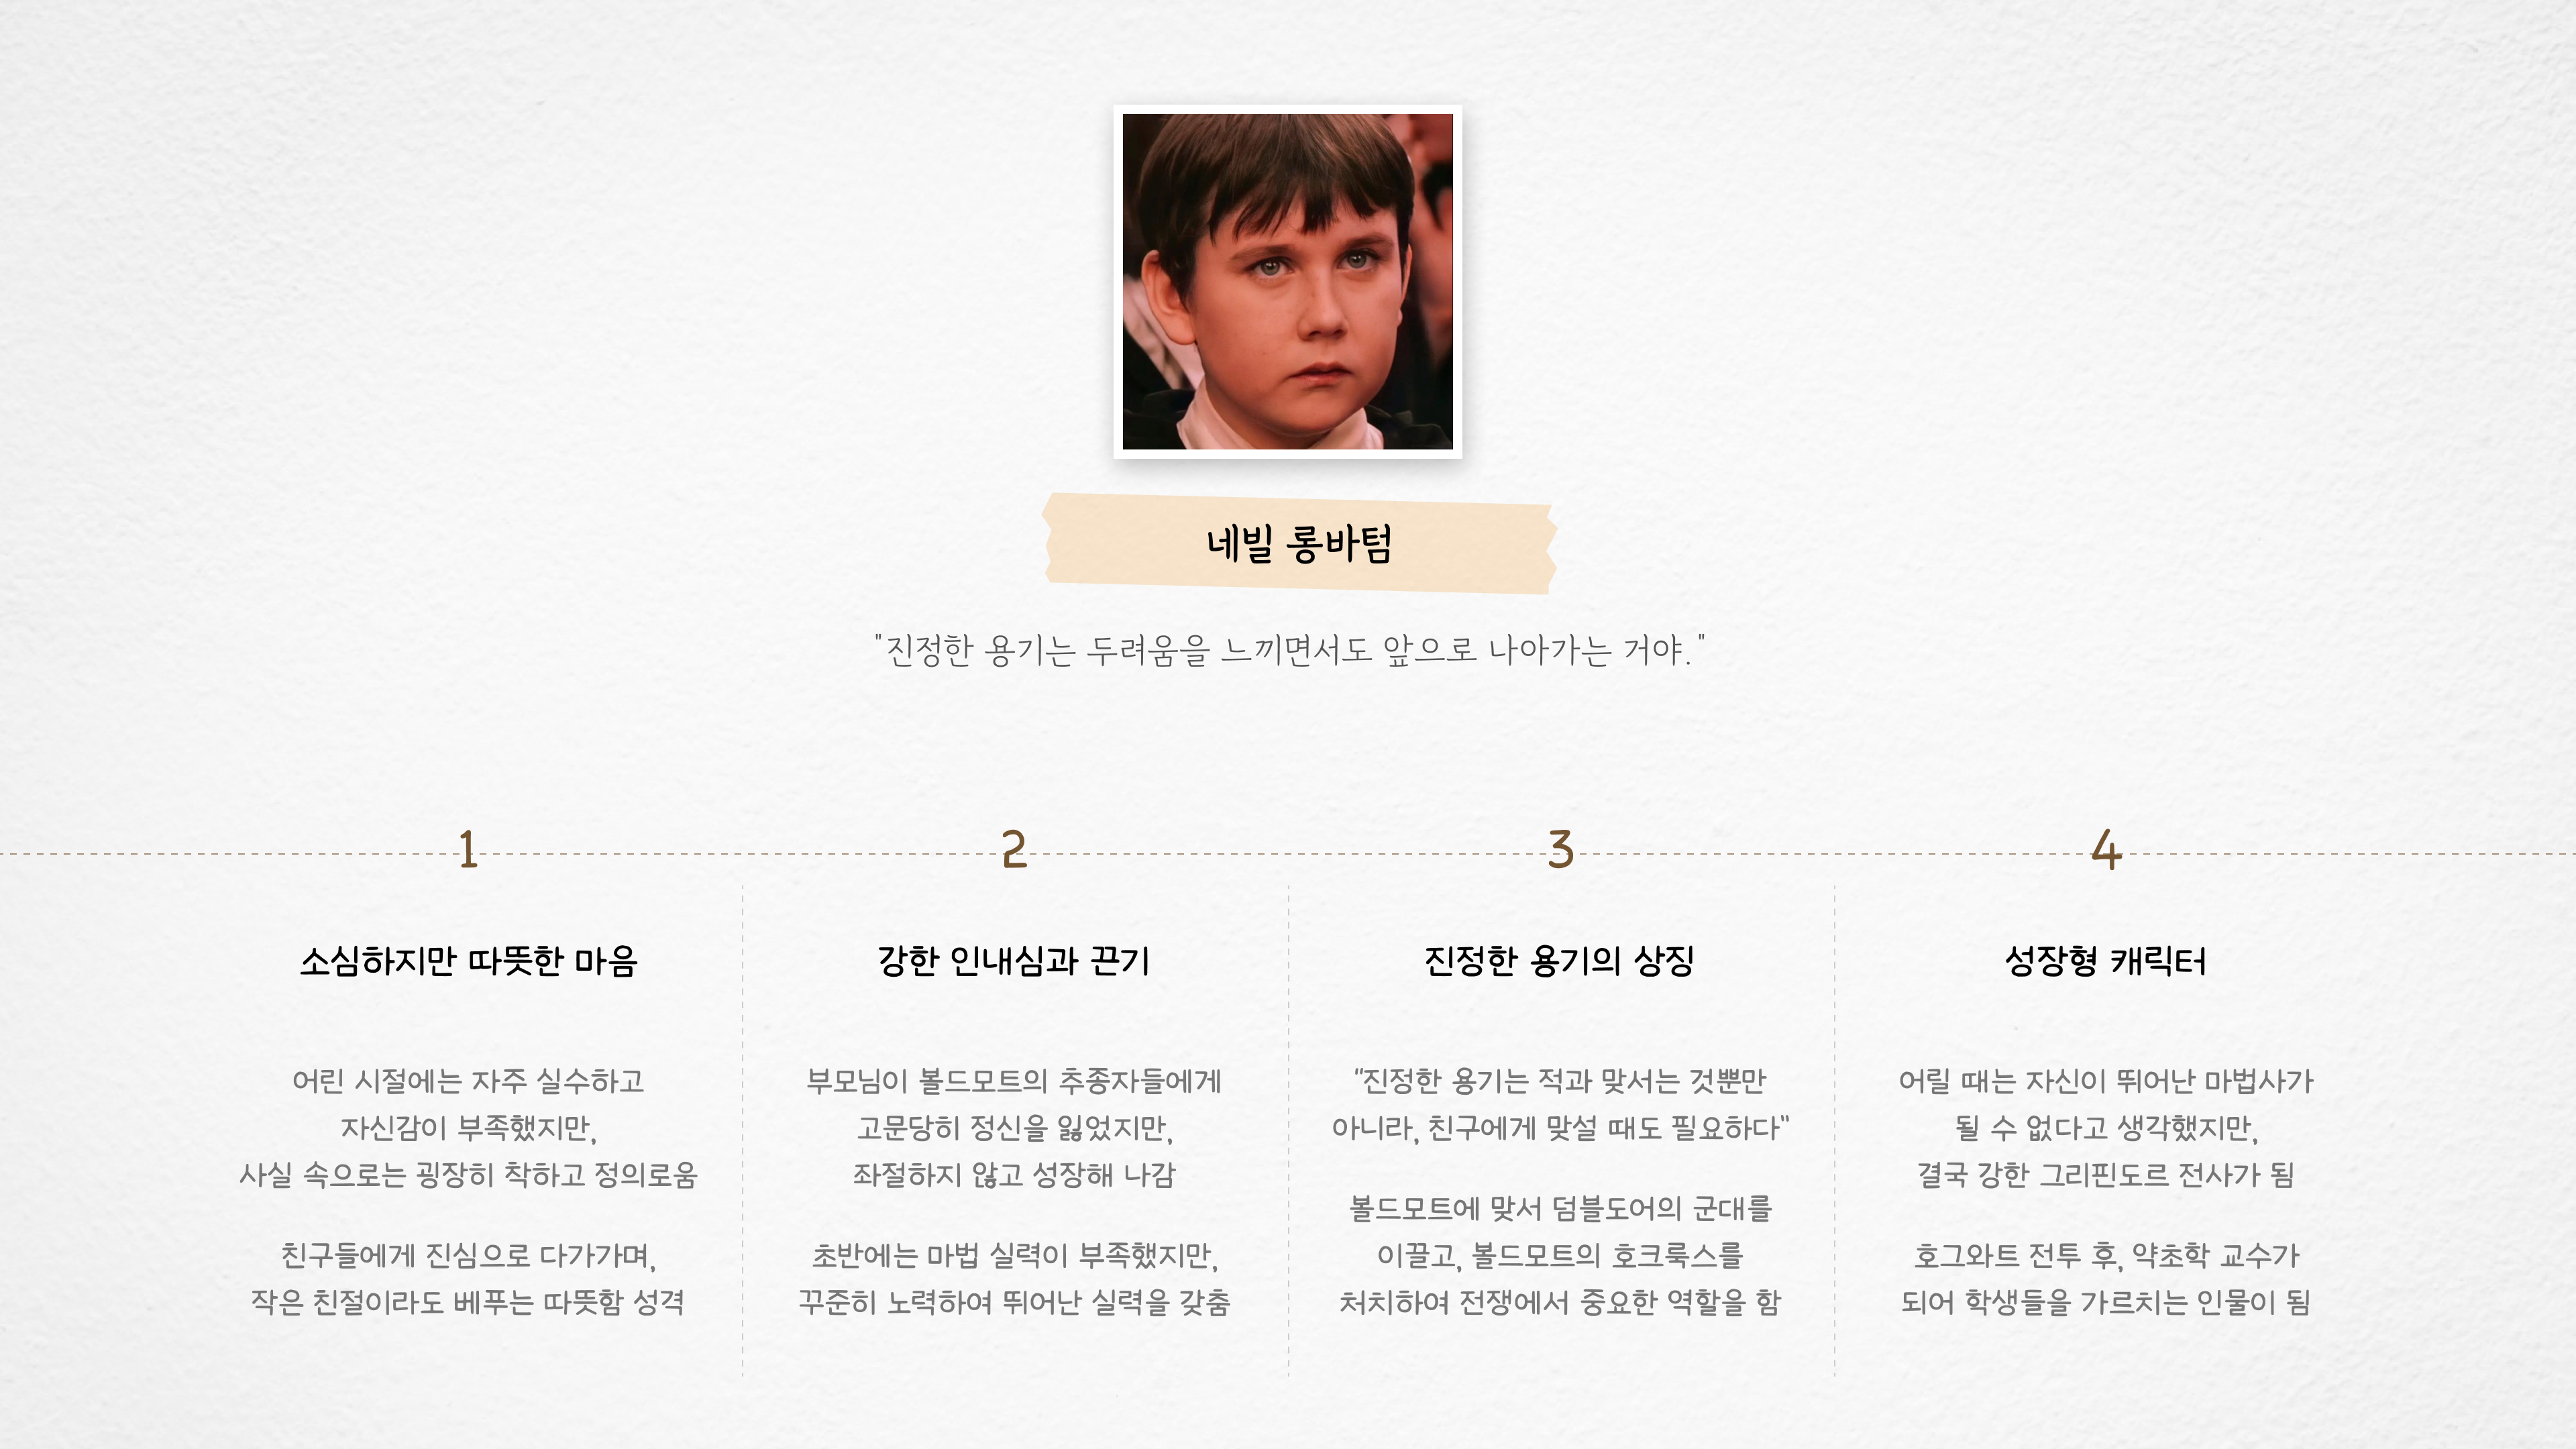 네빌 롱바텀
"진정한 용기는 두려움을 느끼면서도 앞으로 나아가는 거야."
1
소심하지만 따뜻한 마음
어린 시절에는 자주 실수하고
자신감이 부족했지만,
사실 속으로는 굉장히 착하고 정의로움
친구들에게 진심으로 다가가며,
작은 친절이라도 베푸는 따뜻함 성격
2
강한 인내심과 끈기
부모님이 볼드모트의 추종자들에게
고문당히 정신을 잃었지만,
좌절하지 않고 성장해 나감
초반에는 마법 실력이 부족했지만,
꾸준히 노력하여 뛰어난 실력을 갖춤
3
진정한 용기의 상징
"진정한 용기는 적과 맞서는 것뿐만
아니라, 친구에게 맞설 때도 필요하다"
볼드모트에 맞서 덤블도어의 군대를
이끌고, 볼드모트의 호크룩스를
처치하여 전쟁에서 중요한 역할을 함
4
성장형 캐릭터
어릴 때는 자신이 뛰어난 마법사가
될 수 없다고 생각했지만,
결국 강한 그리핀도르 전사가 됨
호그와트 전투 후, 약초학 교수가
되어 학생들을 가르치는 인물이 됨